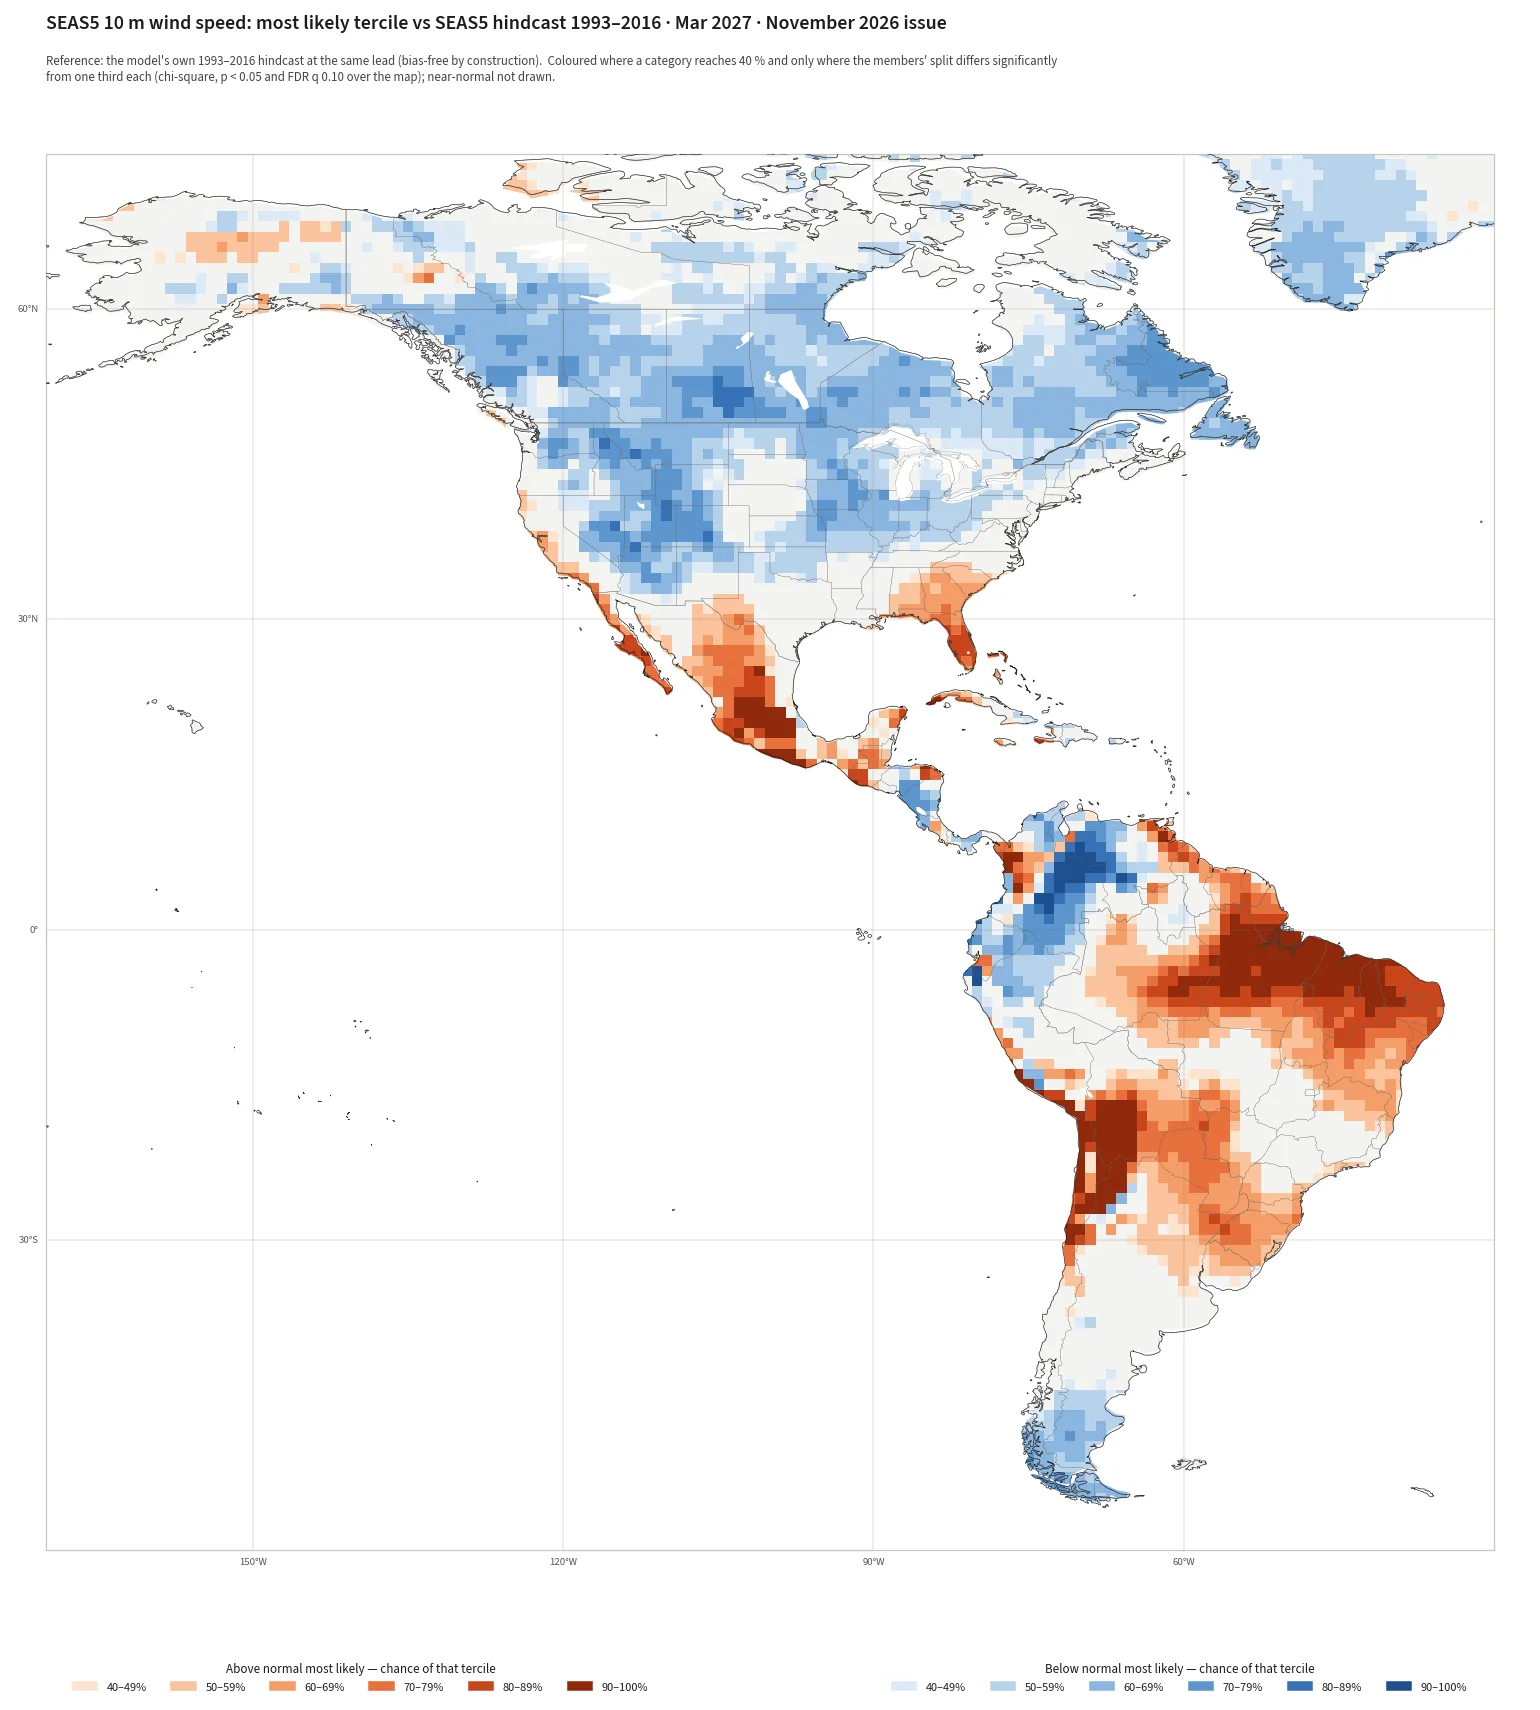 SEAS5 10 m wind speed: most likely tercile vs SEAS5 hindcast 1993–2016 · Mar 2027 · November 2026 issue
Reference: the model's own 1993–2016 hindcast at the same lead (bias-free by construction).  Coloured where a category reaches 40 % and only where the members' split differs significantly
from one third each (chi-square, p < 0.05 and FDR q 0.10 over the map); near-normal not drawn.
60°N
30°N
0°
30°S
150°W
120°W
90°W
60°W
Above normal most likely — chance of that tercile
40–49%
50–59%
60–69%
70–79%
80–89%
90–100%
Below normal most likely — chance of that tercile
40–49%
50–59%
60–69%
70–79%
80–89%
90–100%